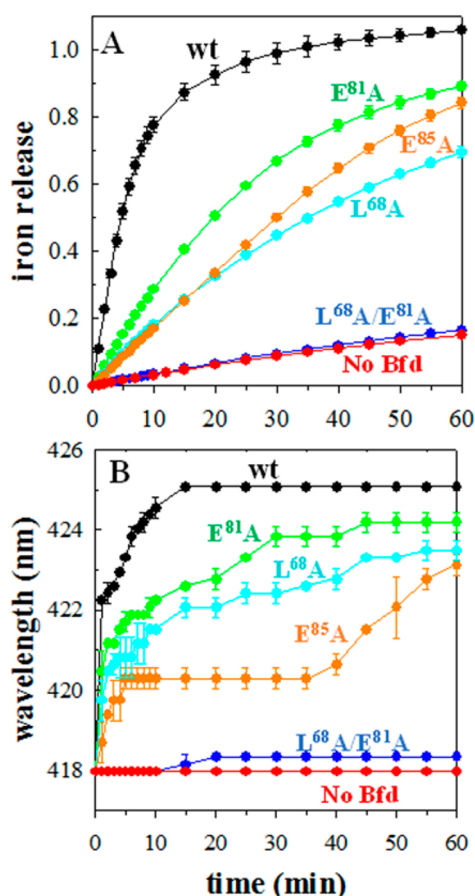 A
wt
E⁸¹A
E⁸⁵A
L⁶⁸A
L⁶⁸A/E⁸¹A
No Bfd
iron release
1.0
0.8
0.6
0.4
0.2
0.0
0 10 20 30 40 50 60
B
wt
E⁸¹A
L⁶⁸A
E⁸⁵A
L⁶⁸A/E⁸¹A
No Bfd
wavelength (nm)
426
424
422
420
418
0 10 20 30 40 50 60
time (min)